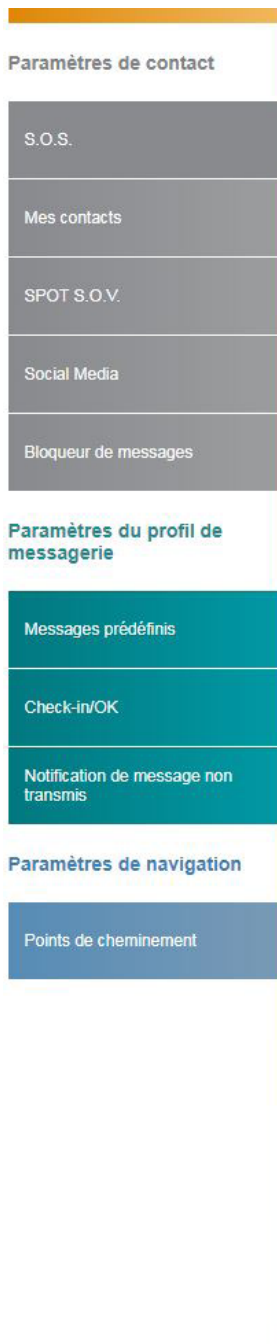 Paramètres de contact
S.O.S.
Mes contacts
SPOT S.O.V.
Social Media
Bloqueur de messages
Paramètres du profil de
messagerie
Messages prédéfinis
Check-in/OK
Notification de message non
transmis
Paramètres de navigation
Points de cheminement